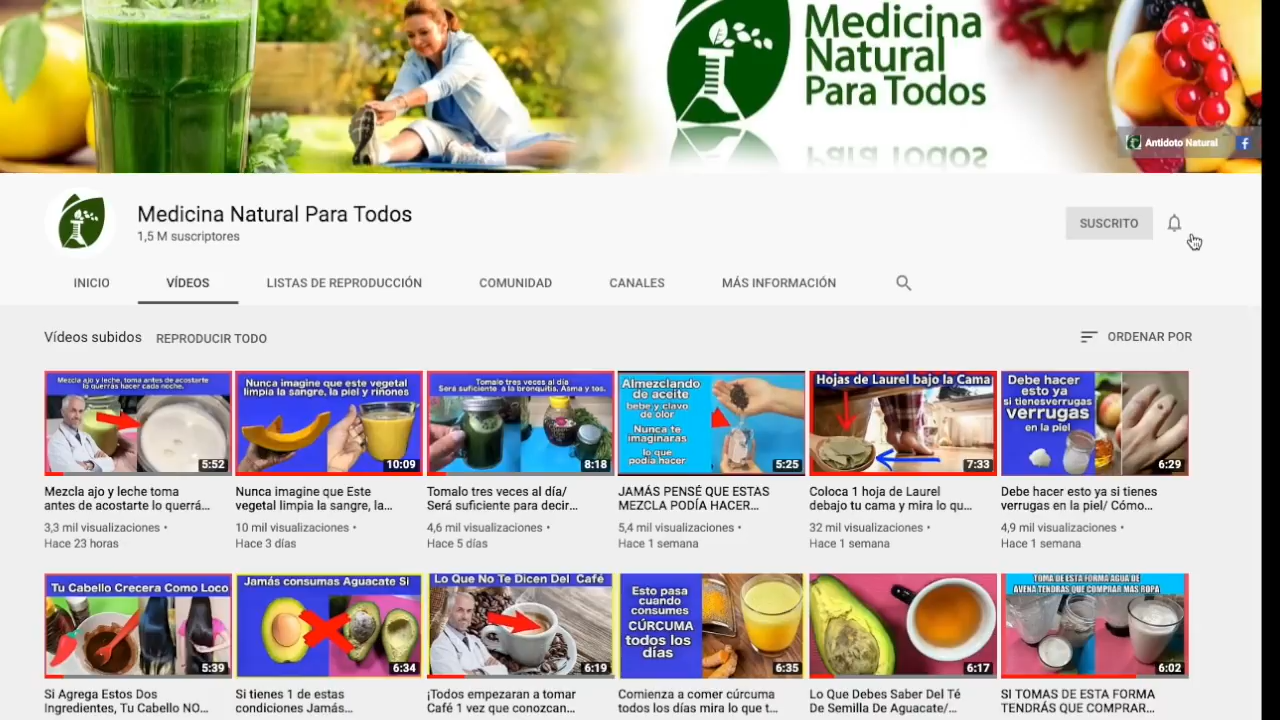 Medicina
Natural
Para Todos
Antidoto Natural
Medicina Natural Para Todos
1,5 M suscriptores
SUSCRITO
INICIO
VÍDEOS
LISTAS DE REPRODUCCIÓN
COMUNIDAD
CANALES
MÁS INFORMACIÓN
Vídeos subidos
REPRODUCIR TODO
ORDENAR POR
Mezcla ajo y leche, toma antes de acostarte
lo querrás hacer cada noche.
5:52
Mezcla ajo y leche toma
antes de acostarte lo querrá...
3,3 mil visualizaciones •
Hace 23 horas
Nunca imagine que este vegetal
limpia la sangre, la piel y riñones
10:09
Nunca imagine que Este
vegetal limpia la sangre, la...
10 mil visualizaciones •
Hace 3 días
Tomalo tres veces al día
Será suficiente a la bronquitis, Asma y tos.
8:18
Tomalo tres veces al día/
Será suficiente para decir...
4,6 mil visualizaciones •
Hace 5 días
Almezclando
de aceite
bebe y clavo
de olor
Nunca te
imaginaras
lo que
podía hacer
5:25
JAMÁS PENSÉ QUE ESTAS
MEZCLA PODÍA HACER...
5,4 mil visualizaciones •
Hace 1 semana
Hojas de Laurel bajo la Cama
7:33
Coloca 1 hoja de Laurel
debajo tu cama y mira lo qu...
32 mil visualizaciones •
Hace 1 semana
Debe hacer
esto ya
si tienesverrugas
verrugas
en la piel
6:29
Debe hacer esto ya si tienes
verrugas en la piel/ Cómo...
4,9 mil visualizaciones •
Hace 1 semana
Tu Cabello Crecera Como Loco
5:39
Si Agrega Estos Dos
Ingredientes, Tu Cabello NO...
Jamás consumas Aguacate Si
6:34
Si tienes 1 de estas
condiciones Jamás...
Lo Que No Te Dicen Del Café
6:19
¡Todos empezaran a tomar
Café 1 vez que conozcan...
Esto pasa
cuando
consumes
CÚRCUMA
todos los
días
6:35
Comienza a comer cúrcuma
todos los días mira lo que t...
6:17
Lo Que Debes Saber Del Té
De Semilla De Aguacate/...
TOMA DE ESTA FORMA AGUA DE
AVENA TENDRAS QUE COMPRAR MAS ROPA
6:02
SI TOMAS DE ESTA FORMA
TENDRÁS QUE COMPRAR...